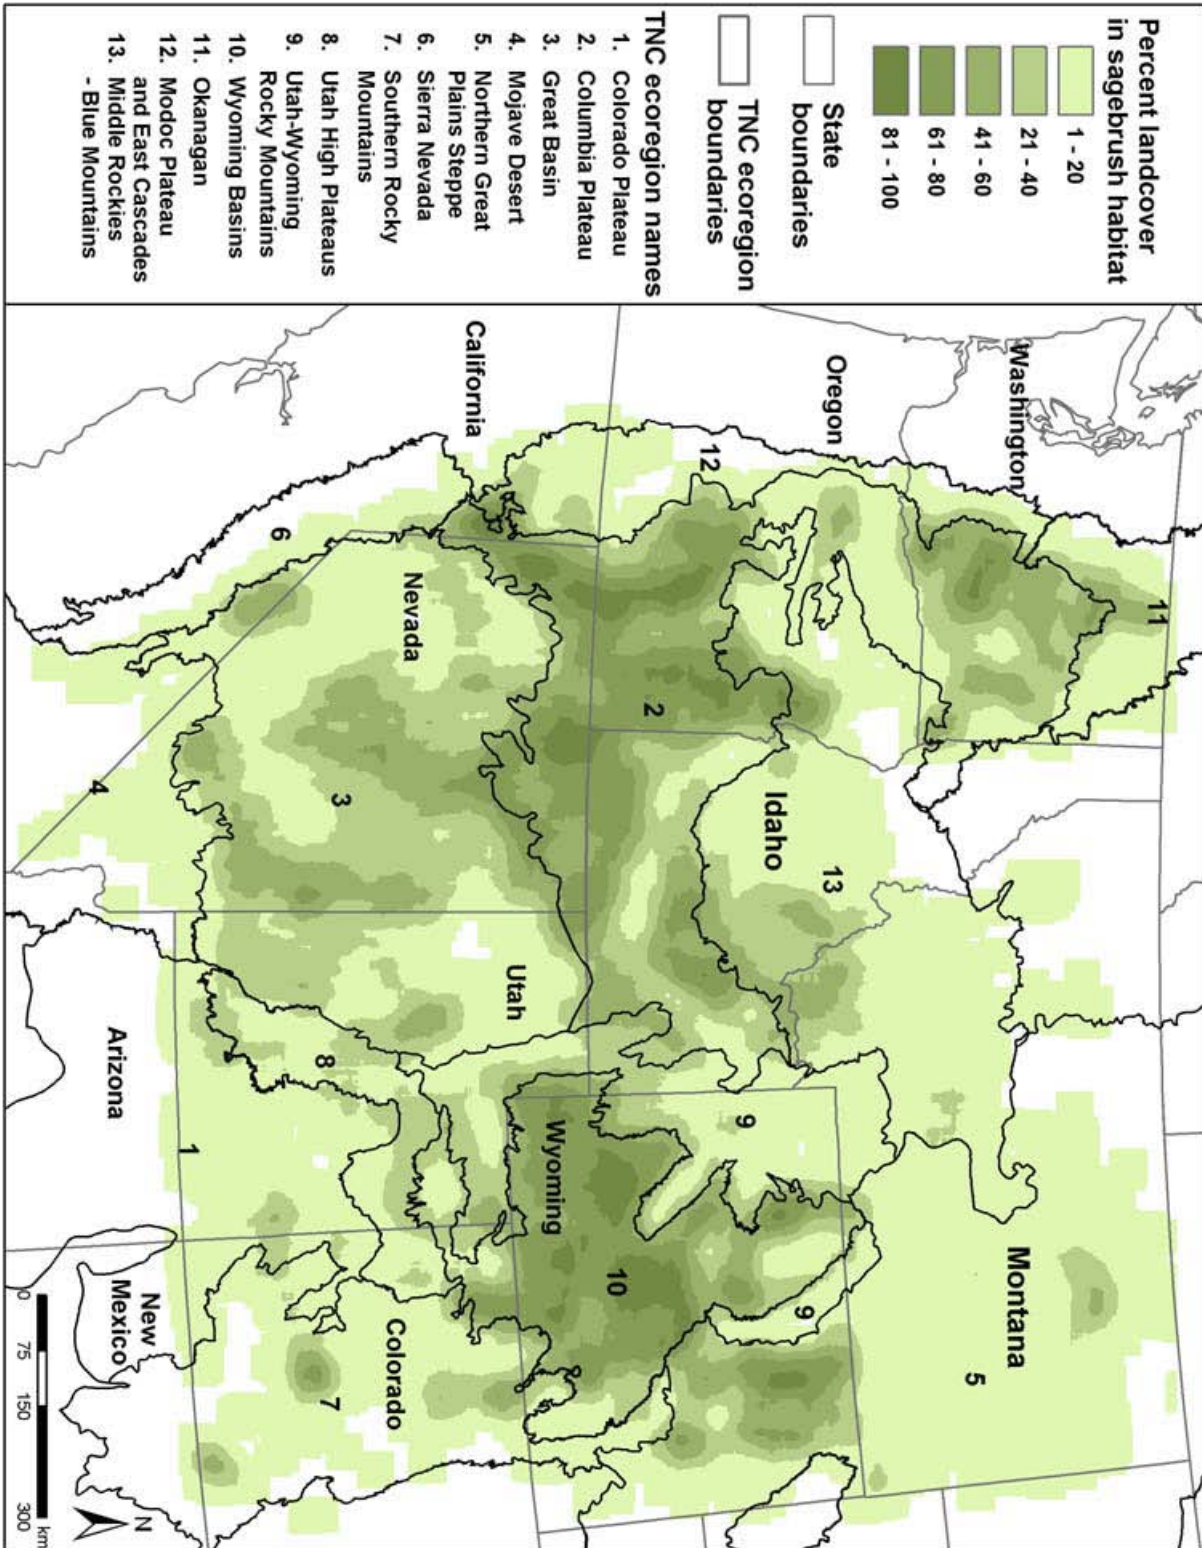 Percent landcover
in sagebrush habitat
1 - 20
21 - 40
41 - 60
61 - 80
81 - 100
State
boundaries
TNC ecoregion
boundaries
TNC ecoregion names
1. Colorado Plateau
2. Columbia Plateau
3. Great Basin
4. Mojave Desert
5. Northern Great
Plains Steppe
6. Sierra Nevada
7. Southern Rocky
Mountains
8. Utah High Plateaus
9. Utah-Wyoming
Rocky Mountains
10. Wyoming Basins
11. Okanagan
12. Modoc Plateau
and East Cascades
13. Middle Rockies
- Blue Mountains
Washington
11
Montana
5
Oregon
12
13
Idaho
9
9
2
10
Wyoming
California
Nevada
Utah
3
Colorado
6
8
7
4
1
Arizona
New
Mexico
N
0 75 150 300
km